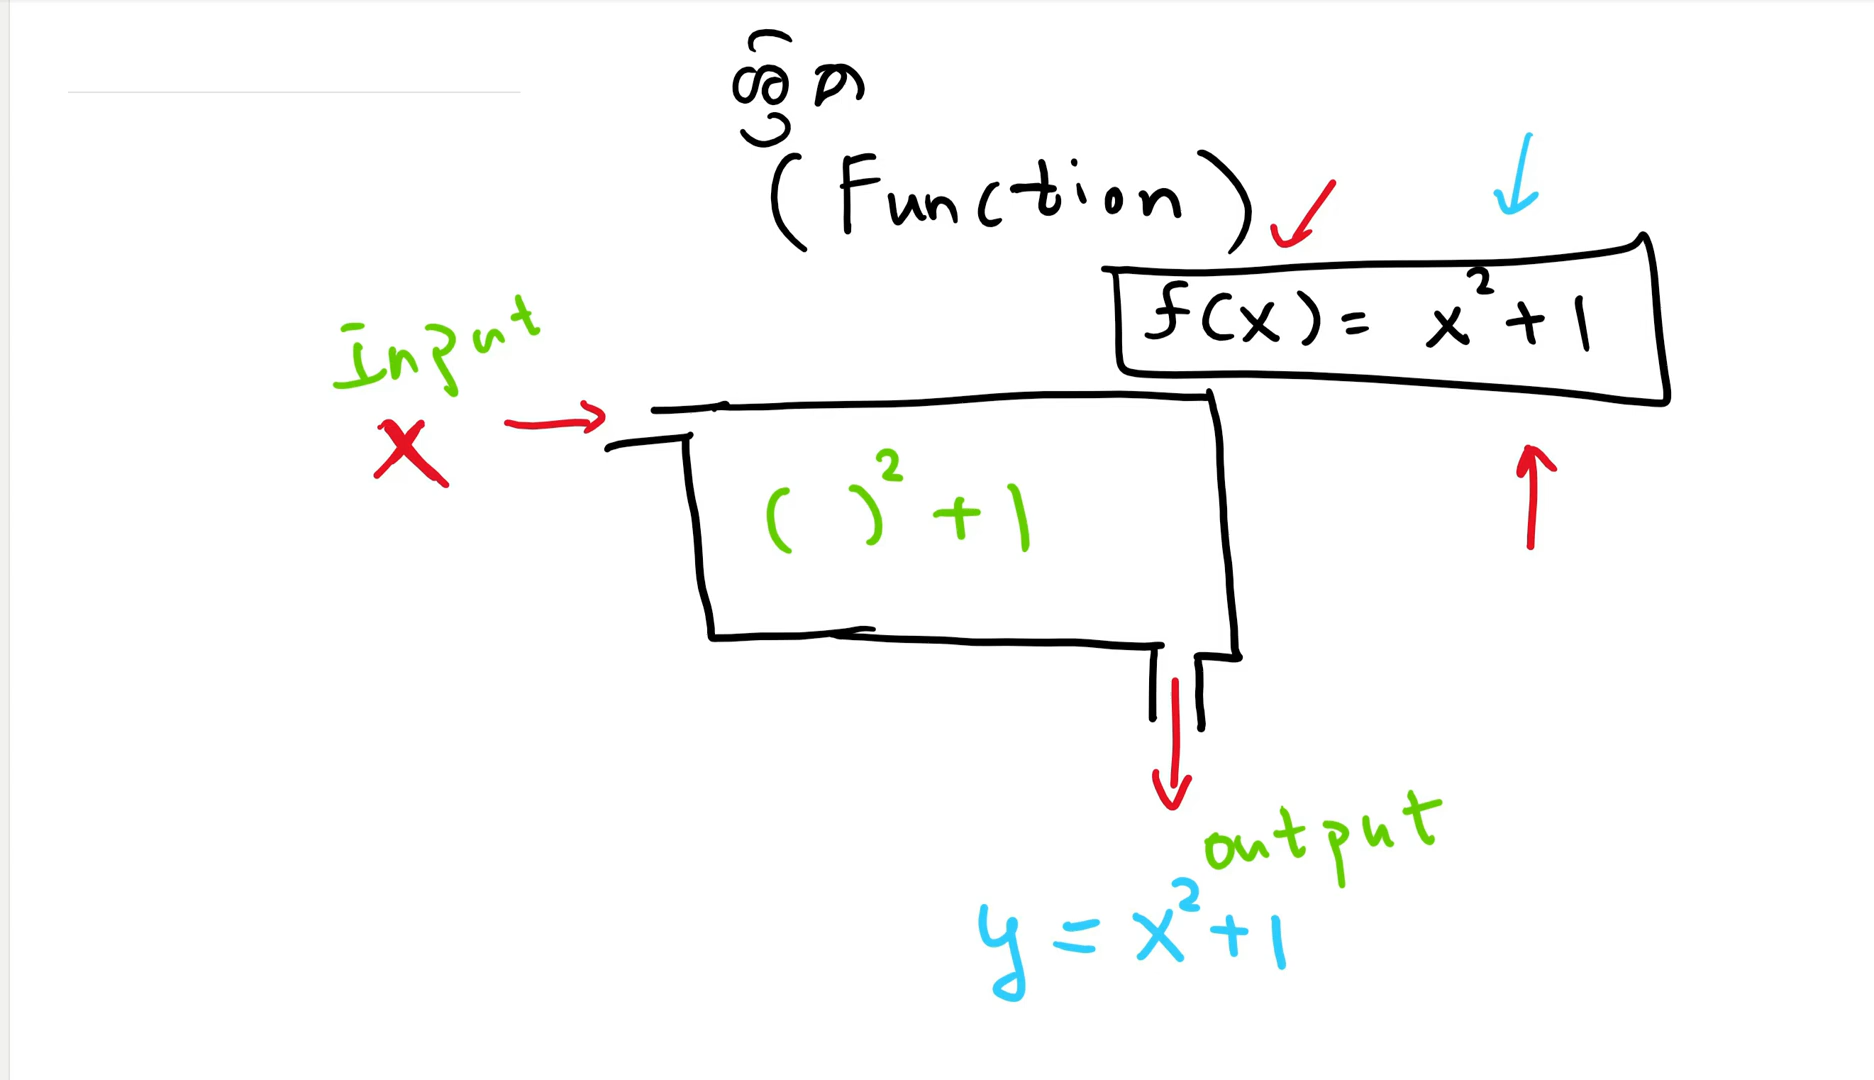 ශ්‍රිත
(Function)
f(x) = x² + 1
Input
x
( )² + 1
output
y = x² + 1